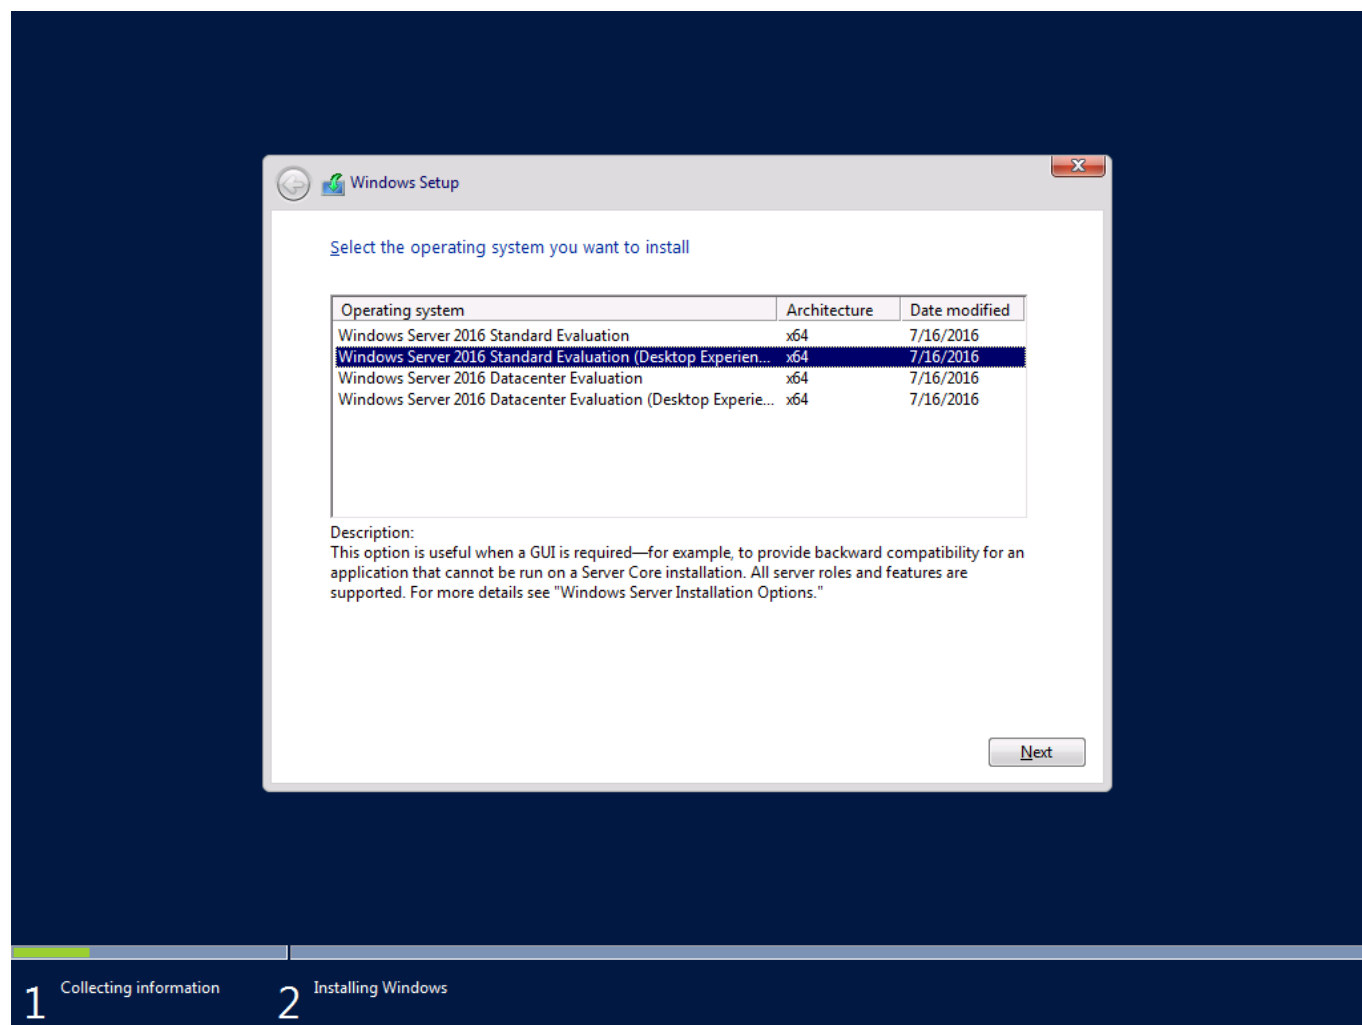 Windows Setup
Select the operating system you want to install
Operating system Architecture Date modified
Windows Server 2016 Standard Evaluation x64 7/16/2016
Windows Server 2016 Standard Evaluation (Desktop Experien... x64 7/16/2016
Windows Server 2016 Datacenter Evaluation x64 7/16/2016
Windows Server 2016 Datacenter Evaluation (Desktop Experie... x64 7/16/2016
Description:
This option is useful when a GUI is required—for example, to provide backward compatibility for an
application that cannot be run on a Server Core installation. All server roles and features are
supported. For more details see "Windows Server Installation Options."
Next
1 Collecting information 2 Installing Windows